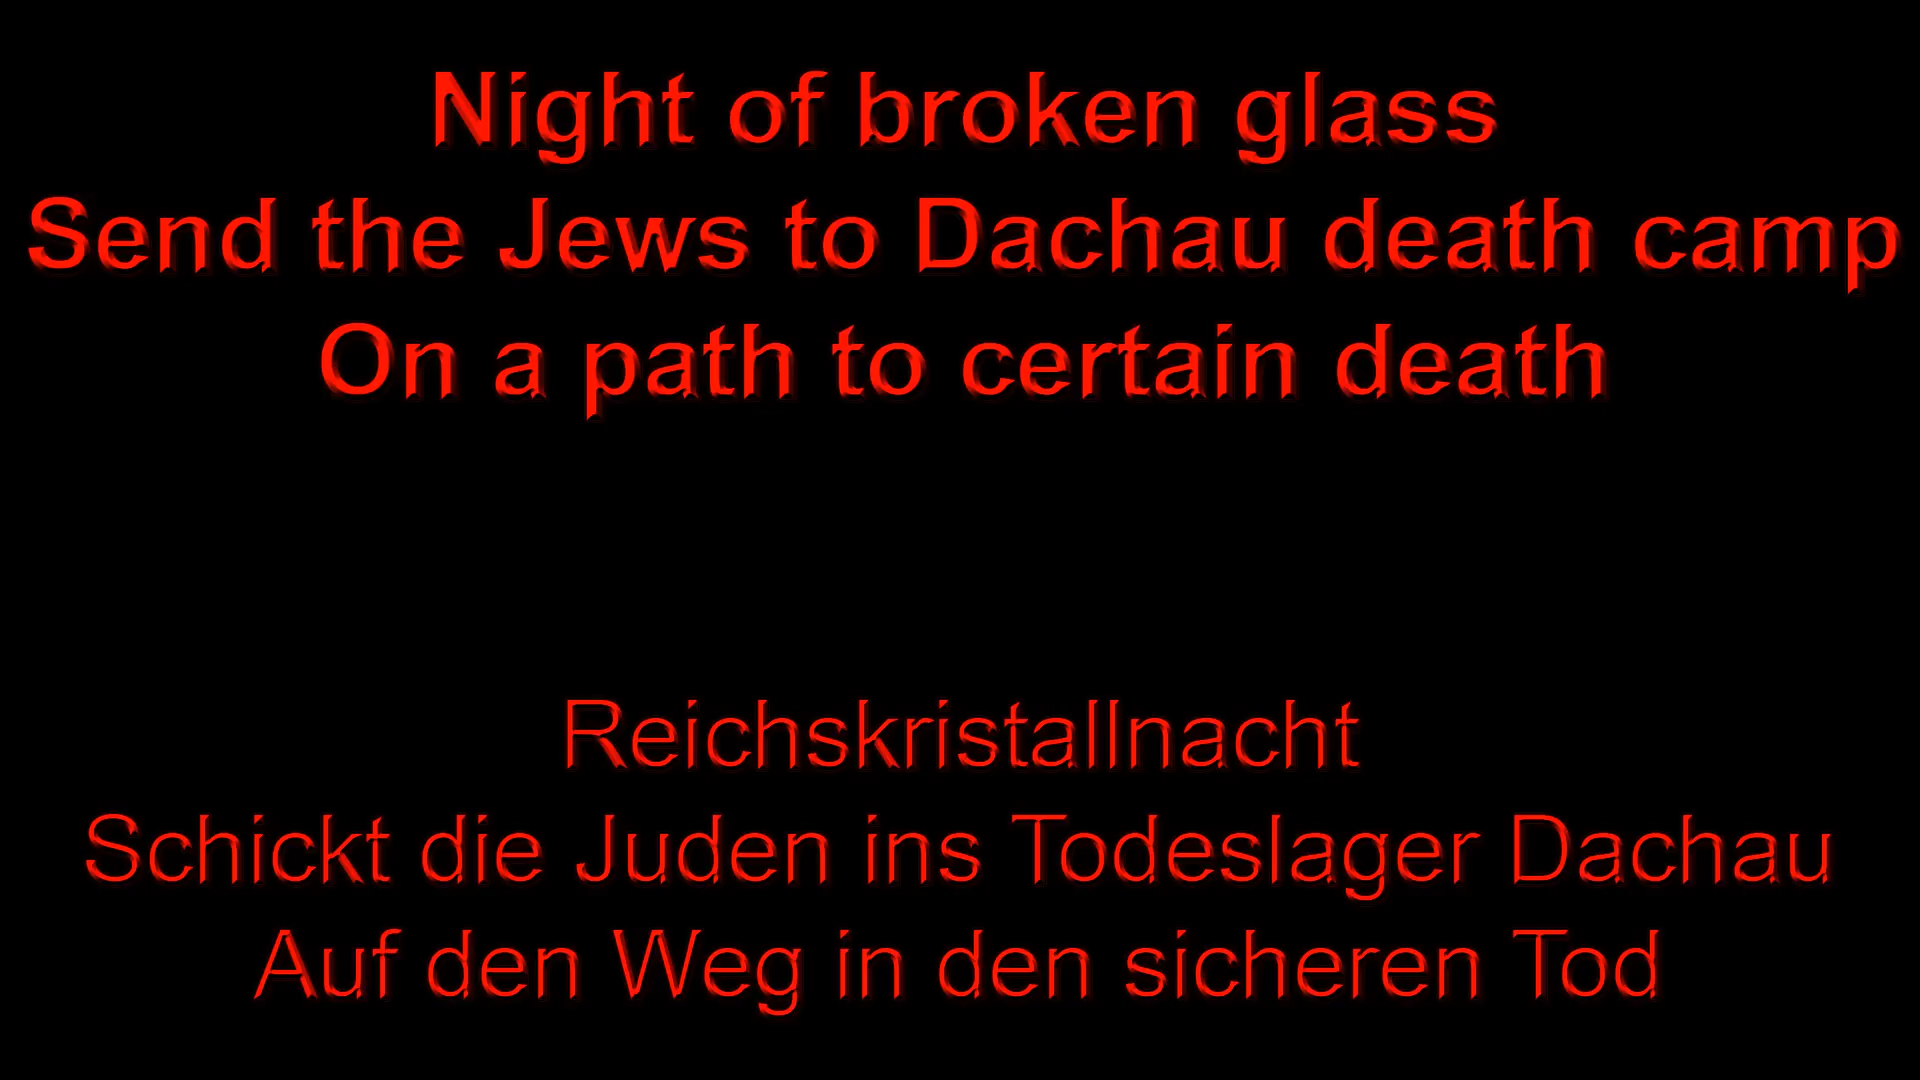 Night of broken glass
Send the Jews to Dachau death camp
On a path to certain death
Reichskristallnacht
Schickt die Juden ins Todeslager Dachau
Auf den Weg in den sicheren Tod